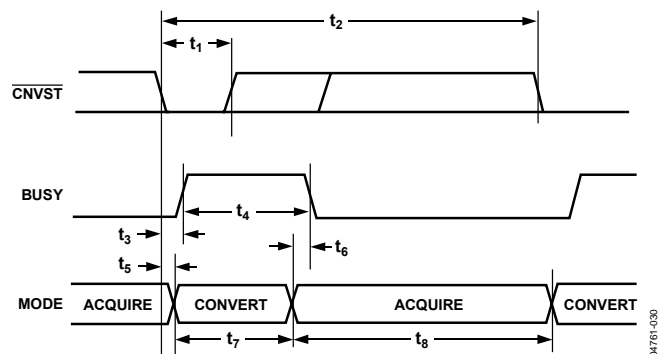 t2
t1
CNVST
BUSY
t4
t3
t6
t5
MODE ACQUIRE CONVERT ACQUIRE CONVERT
t7 t8
04761-030